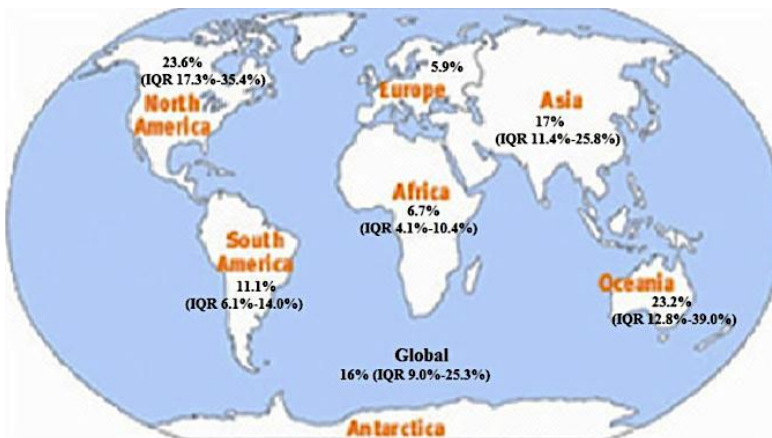 23.6%
(IQR 17.3%-35.4%)
North
America
5.9%
Europe
Asia
17%
(IQR 11.4%-25.8%)
Africa
6.7%
(IQR 4.1%-10.4%)
South
America
11.1%
(IQR 6.1%-14.0%)
Oceania
23.2%
(IQR 12.8%-39.0%)
Global
16% (IQR 9.0%-25.3%)
Antarctica